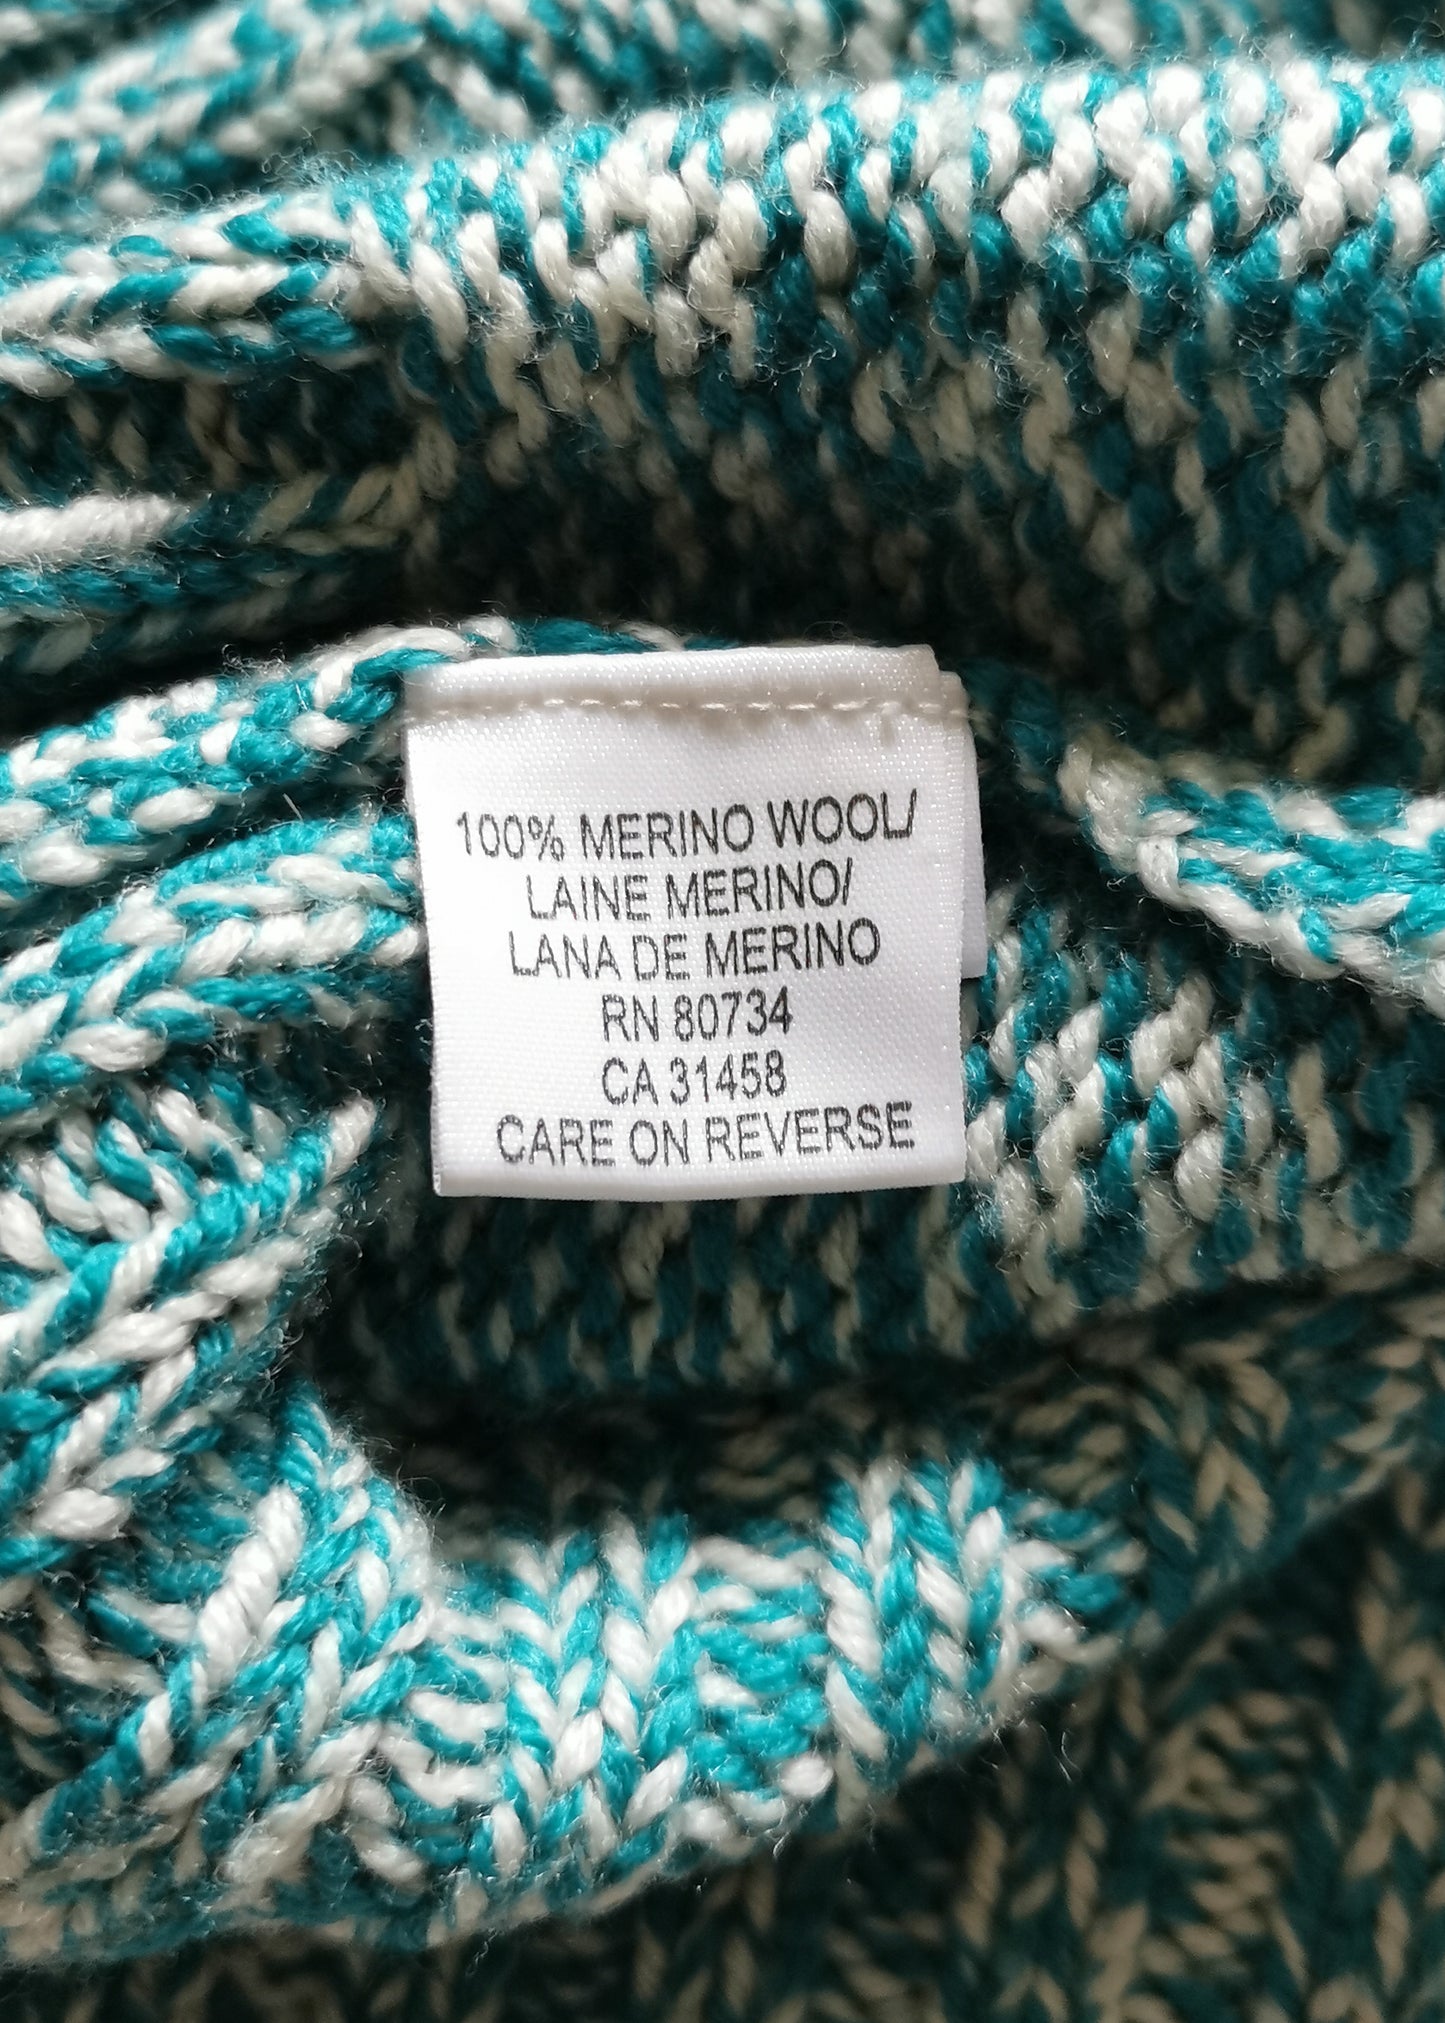 100% MERINO WOOL/
LAINE MERINO/
LANA DE MERINO
RN 80734
CA 31458
CARE ON REVERSE